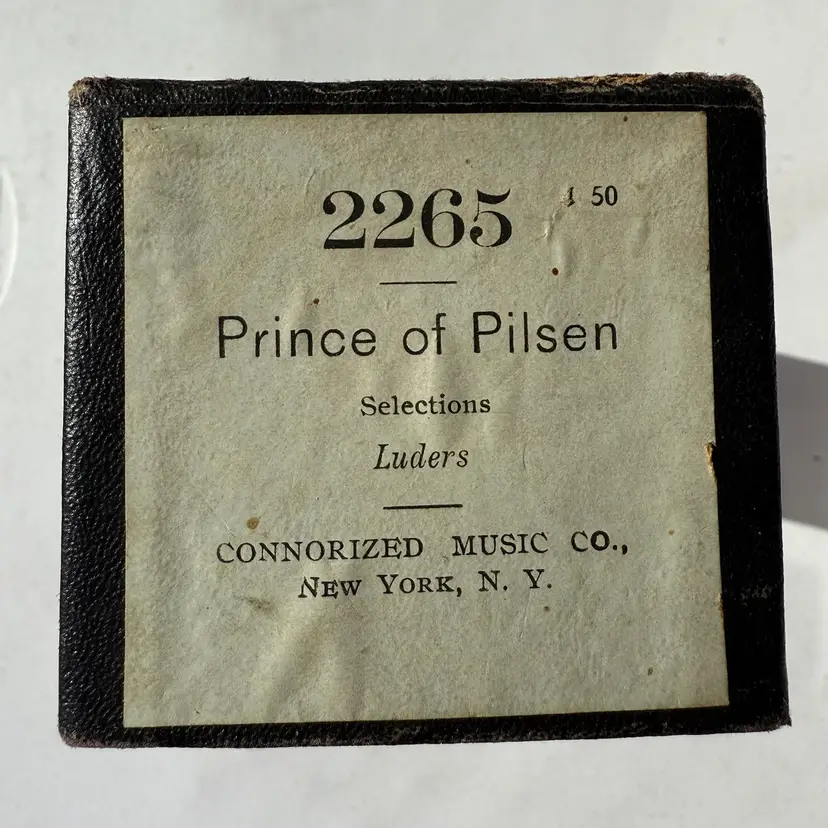 2265 1 50
Prince of Pilsen
Selections
Luders
CONNORIZED MUSIC CO.,
NEW YORK, N. Y.